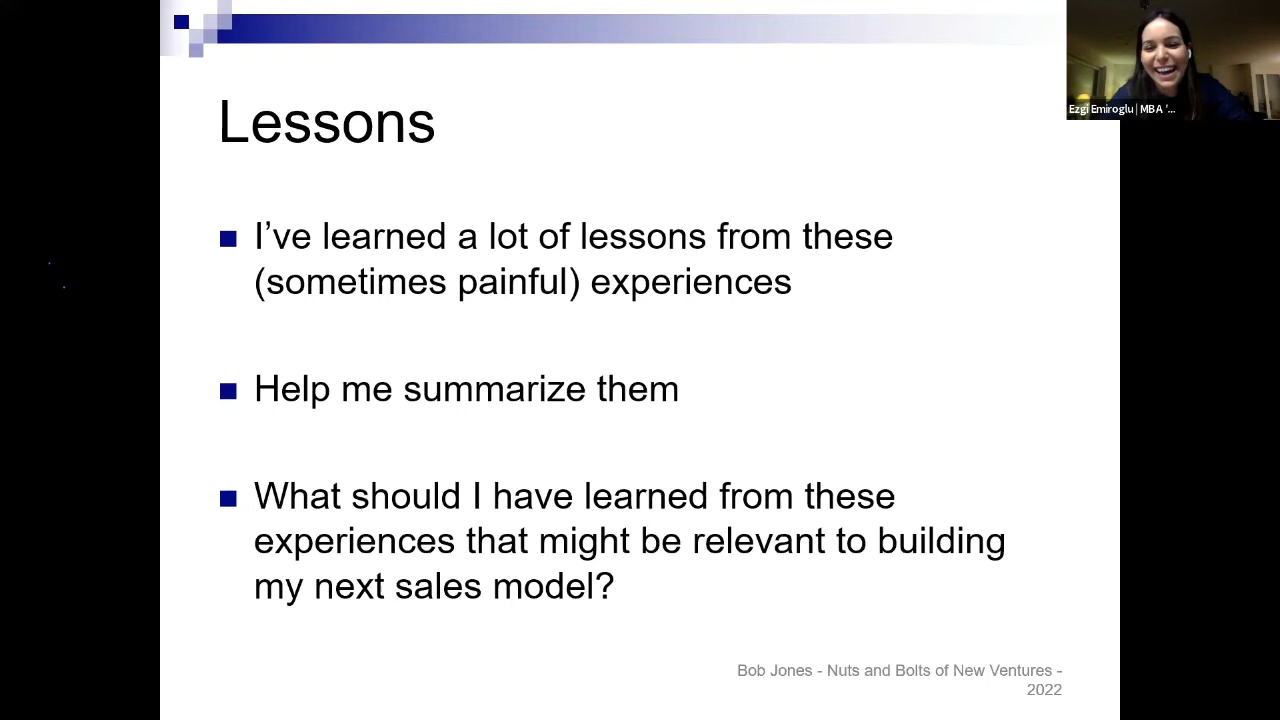 Ezgi Emiroglu | MBA '...
Lessons
I've learned a lot of lessons from these
(sometimes painful) experiences
Help me summarize them
What should I have learned from these
experiences that might be relevant to building
my next sales model?
Bob Jones - Nuts and Bolts of New Ventures -
2022